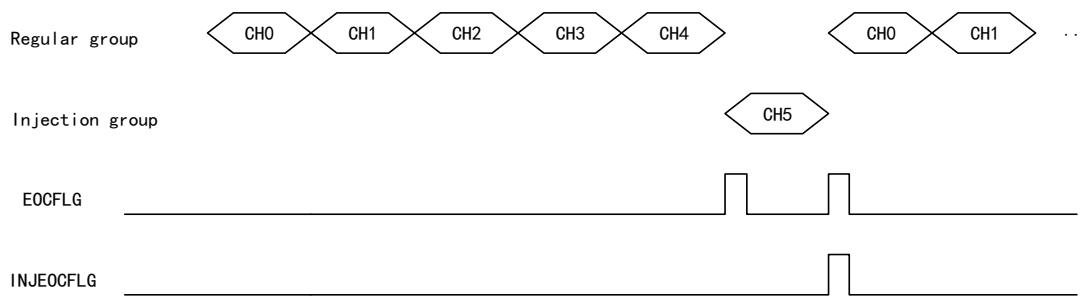 Regular group CH0 CH1 CH2 CH3 CH4 CH0 CH1 ..
Injection group CH5
EOCFLG
INJEOCFLG